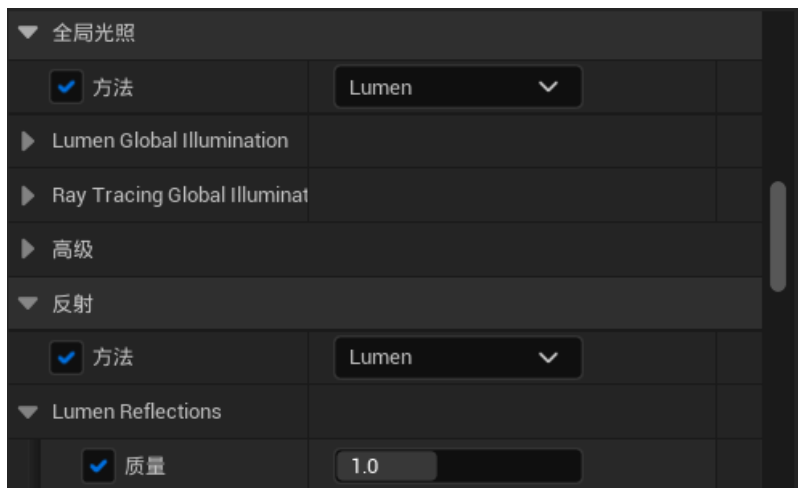 全局光照
方法 Lumen
Lumen Global Illumination
Ray Tracing Global Illuminat
高级
反射
方法 Lumen
Lumen Reflections
质量 1.0